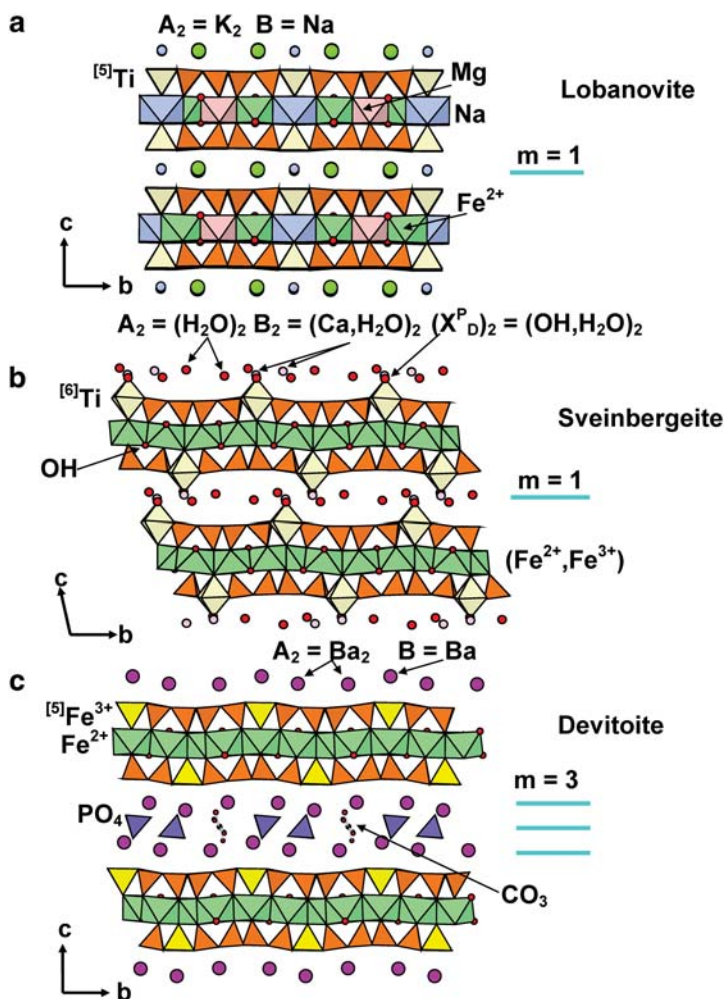 a
A₂ = K₂ B = Na
[5]Ti
Mg
Na
Lobanovite
m = 1
Fe²⁺
c
b
A₂ = (H₂O)₂ B₂ = (Ca,H₂O)₂ (Xᴾ_D)₂ = (OH,H₂O)₂
b
[6]Ti
Sveinbergeite
OH
m = 1
(Fe²⁺,Fe³⁺)
c
b
A₂ = Ba₂ B = Ba
c
[5]Fe³⁺
Fe²⁺
Devitoite
m = 3
PO₄
CO₃
c
b